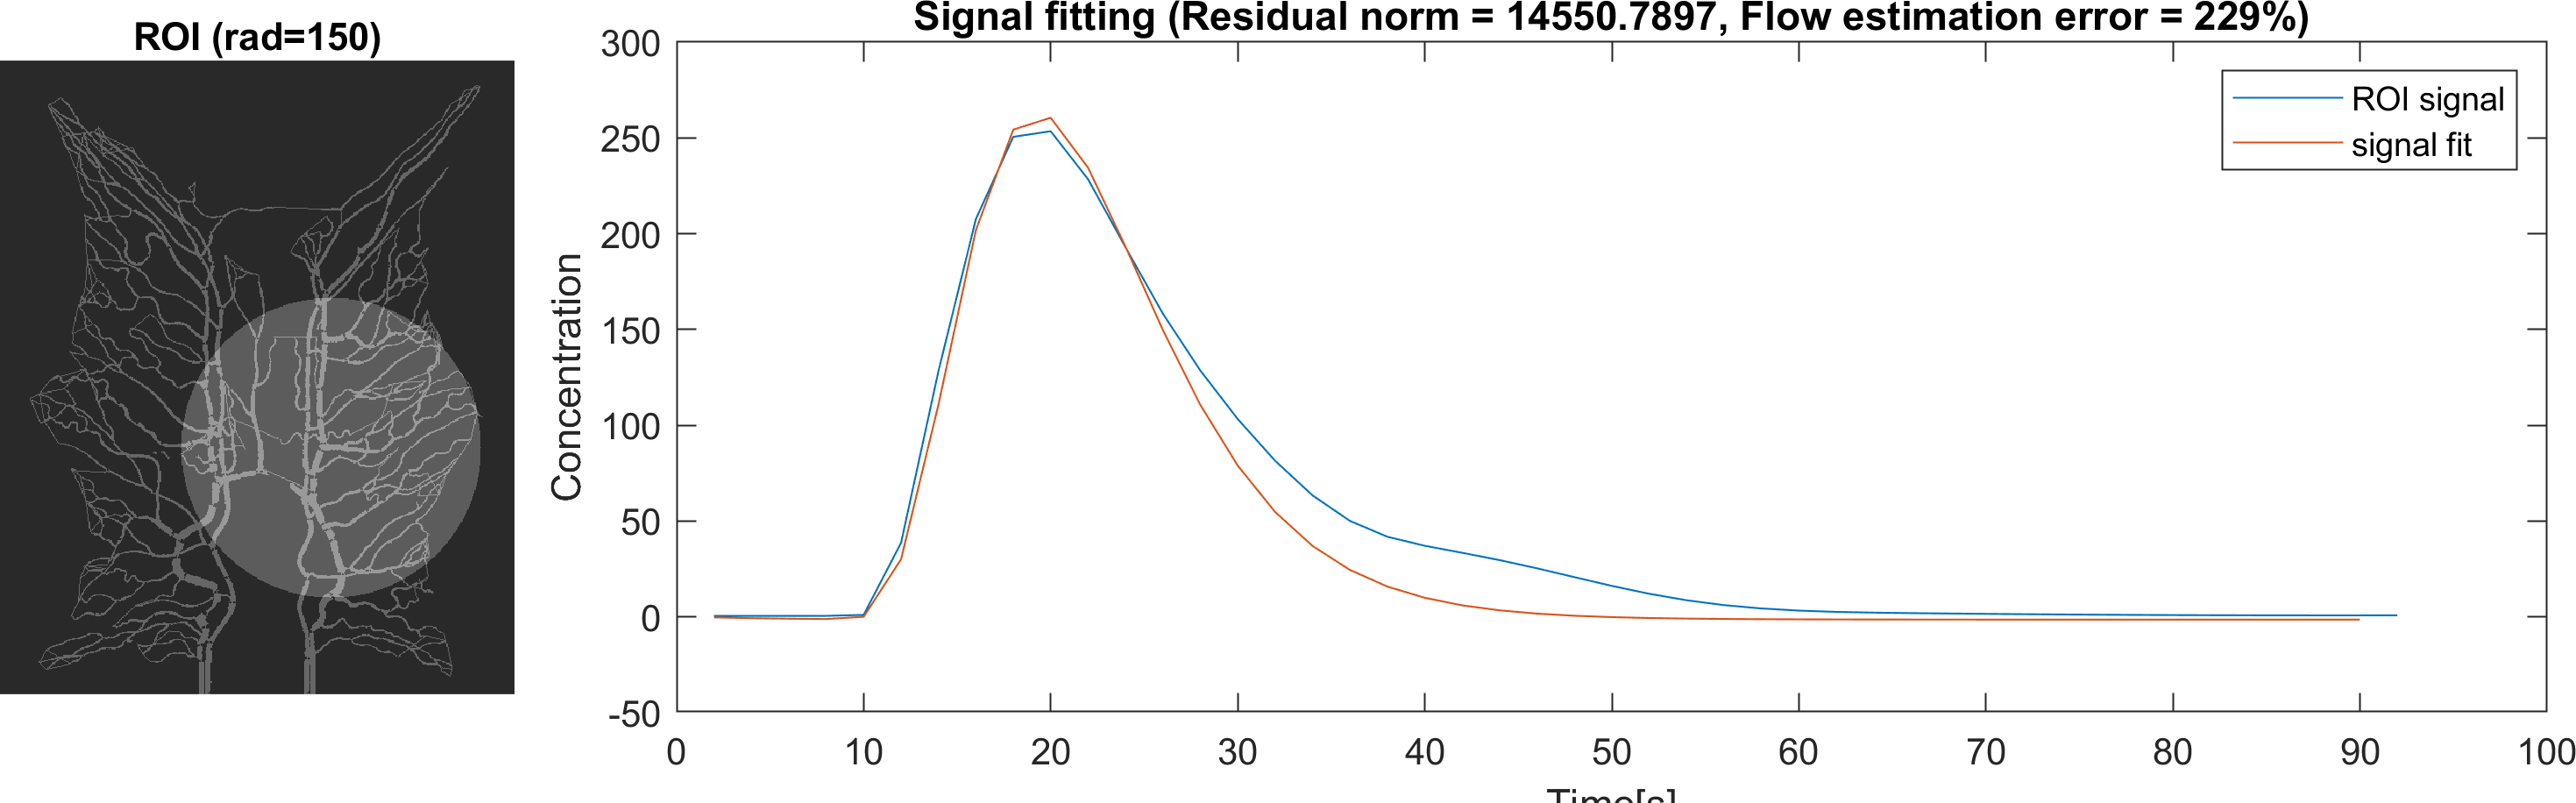 ROI (rad=150)
Signal fitting (Residual norm = 14550.7897, Flow estimation error = 229%)
300
250
200
150
100
50
0
-50
Concentration
ROI signal
signal fit
0 10 20 30 40 50 60 70 80 90 100
Time[s]